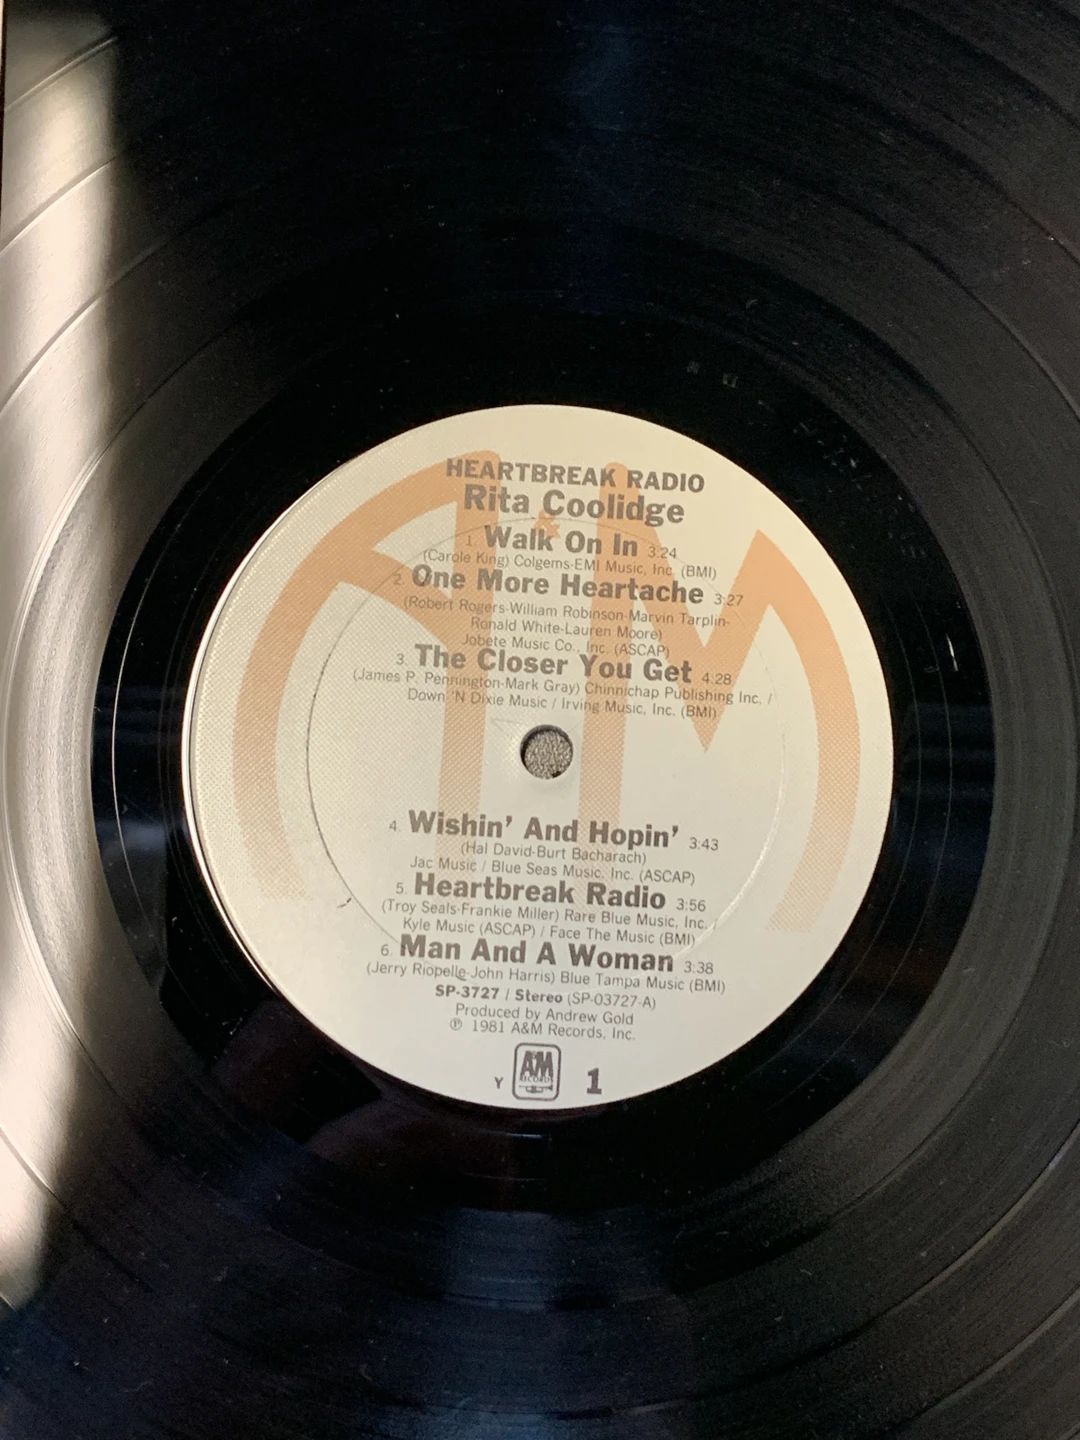 HEARTBREAK RADIO
Rita Coolidge
1. Walk On In 3:24
(Carole King) Colgems-EMI Music, Inc. (BMI)
2. One More Heartache 3:27
(Robert Rogers-William Robinson-Marvin Tarplin-
Ronald White-Lauren Moore)
Jobete Music Co., Inc. (ASCAP)
3. The Closer You Get 4:28
(James P. Pennington-Mark Gray) Chinnichap Publishing Inc. /
Down 'N Dixie Music / Irving Music, Inc. (BMI)
4. Wishin' And Hopin' 3:43
(Hal David-Burt Bacharach)
Jac Music / Blue Seas Music, Inc. (ASCAP)
5. Heartbreak Radio 3:56
(Troy Seals-Frankie Miller) Rare Blue Music, Inc. /
Kyle Music (ASCAP) / Face The Music (BMI)
6. Man And A Woman 3:38
(Jerry Riopelle-John Harris) Blue Tampa Music (BMI)
SP-3727 / Stereo (SP-03727-A)
Produced by Andrew Gold
℗ 1981 A&M Records, Inc.
Y A&M RECORDS 1
A&M